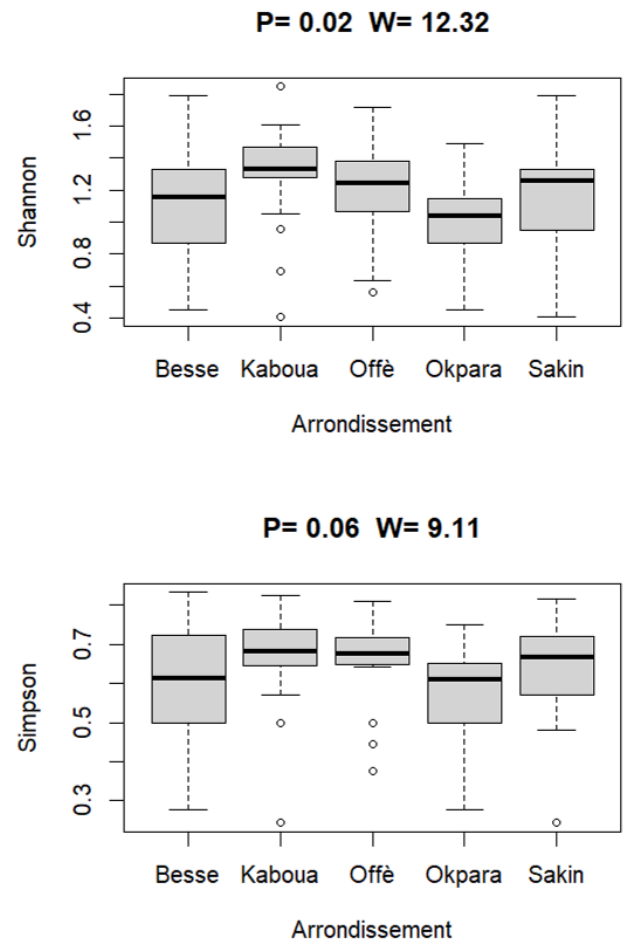 P= 0.02 W= 12.32
Shannon
1.6
1.2
0.8
0.4
Besse Kaboua Offè Okpara Sakin
Arrondissement
P= 0.06 W= 9.11
Simpson
0.7
0.5
0.3
Besse Kaboua Offè Okpara Sakin
Arrondissement